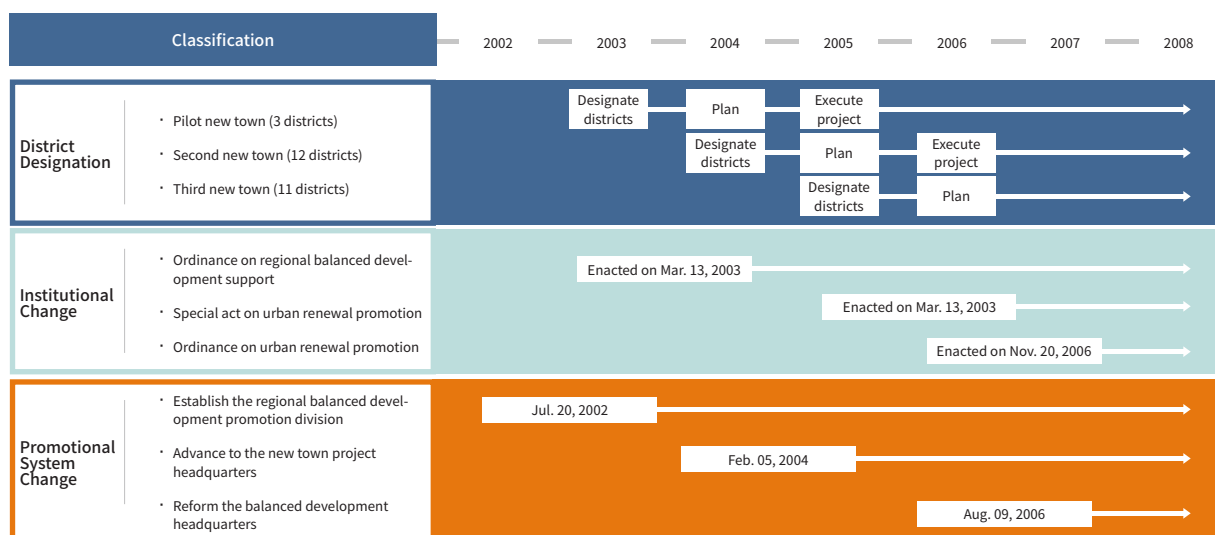 Classification
2002
2003
2004
2005
2006
2007
2008
District
Designation
· Pilot new town (3 districts)
· Second new town (12 districts)
· Third new town (11 districts)
Designate
districts
Plan
Execute
project
Designate
districts
Plan
Execute
project
Designate
districts
Plan
Institutional
Change
· Ordinance on regional balanced devel-
opment support
· Special act on urban renewal promotion
· Ordinance on urban renewal promotion
Enacted on Mar. 13, 2003
Enacted on Mar. 13, 2003
Enacted on Nov. 20, 2006
Promotional
System
Change
· Establish the regional balanced devel-
opment promotion division
· Advance to the new town project
headquarters
· Reform the balanced development
headquarters
Jul. 20, 2002
Feb. 05, 2004
Aug. 09, 2006